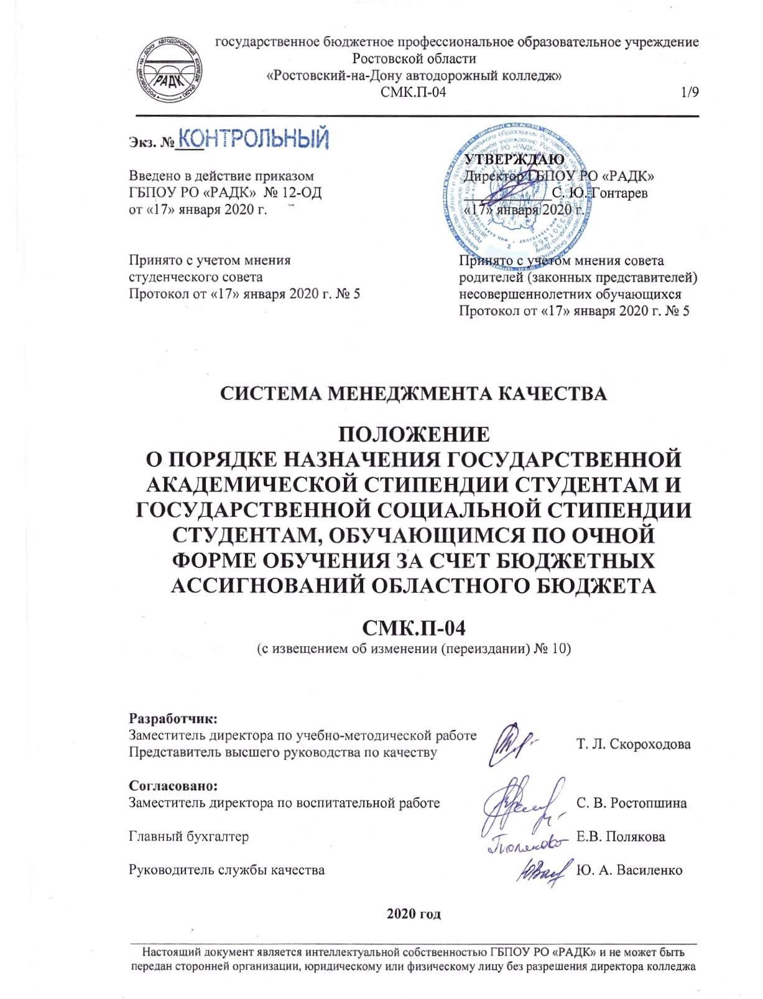 государственное бюджетное профессиональное образовательное учреждение
Ростовской области
«Ростовский-на-Дону автодорожный колледж»
СМК.П-04 1/9
РОСТОВСКИЙ - НА - ДОНУ АВТОДОРОЖНЫЙ КОЛЛЕДЖ (РАДК)
РАДК
Экз. № КОНТРОЛЬНЫЙ
УТВЕРЖДАЮ
Введено в действие приказом
Директор ГБПОУ РО «РАДК»
ГБПОУ РО «РАДК» № 12-ОД
С. Ю. Гонтарев
от «17» января 2020 г.
«17» января 2020 г.
Принято с учетом мнения
студенческого совета
Протокол от «17» января 2020 г. № 5
Принято с учетом мнения совета
родителей (законных представителей)
несовершеннолетних обучающихся
Протокол от «17» января 2020 г. № 5
СИСТЕМА МЕНЕДЖМЕНТА КАЧЕСТВА
ПОЛОЖЕНИЕ
О ПОРЯДКЕ НАЗНАЧЕНИЯ ГОСУДАРСТВЕННОЙ
АКАДЕМИЧЕСКОЙ СТИПЕНДИИ СТУДЕНТАМ И
ГОСУДАРСТВЕННОЙ СОЦИАЛЬНОЙ СТИПЕНДИИ
СТУДЕНТАМ, ОБУЧАЮЩИМСЯ ПО ОЧНОЙ
ФОРМЕ ОБУЧЕНИЯ ЗА СЧЕТ БЮДЖЕТНЫХ
АССИГНОВАНИЙ ОБЛАСТНОГО БЮДЖЕТА
СМК.П-04
(с извещением об изменении (переиздании) № 10)
Разработчик:
Заместитель директора по учебно-методической работе
Представитель высшего руководства по качеству
Т. Л. Скороходова
Согласовано:
Заместитель директора по воспитательной работе С. В. Ростопшина
Главный бухгалтер Е.В. Полякова
Руководитель службы качества Ю. А. Василенко
2020 год
Настоящий документ является интеллектуальной собственностью ГБПОУ РО «РАДК» и не может быть
передан сторонней организации, юридическому или физическому лицу без разрешения директора колледжа